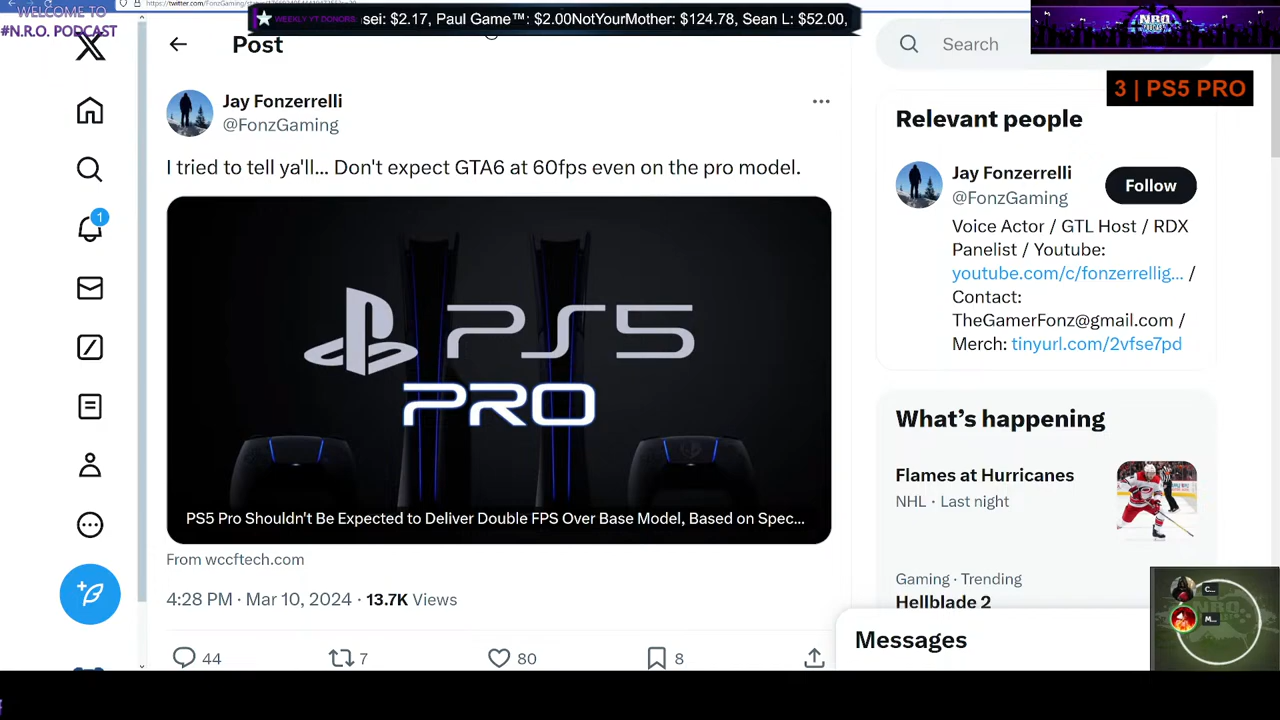 WELCOME TO
#N.R.O. PODCAST
WEEKLY YT DONORS
sei: $2.17, Paul Game™: $2.00NotYourMother: $124.78, Sean L: $52.00,
N.R.O
Post
Search
3 | PS5 PRO
Jay Fonzerrelli
@FonzGaming
I tried to tell ya'll... Don't expect GTA6 at 60fps even on the pro model.
PS5
PRO
PS5 Pro Shouldn't Be Expected to Deliver Double FPS Over Base Model, Based on Spec...
From wccftech.com
4:28 PM · Mar 10, 2024 · 13.7K Views
44
7
80
8
1
Relevant people
Jay Fonzerrelli
@FonzGaming
Follow
Voice Actor / GTL Host / RDX
Panelist / Youtube:
youtube.com/c/fonzerrellig... /
Contact:
TheGamerFonz@gmail.com /
Merch: tinyurl.com/2vfse7pd
What's happening
Flames at Hurricanes
NHL · Last night
Gaming · Trending
Hellblade 2
Messages
C...
M...